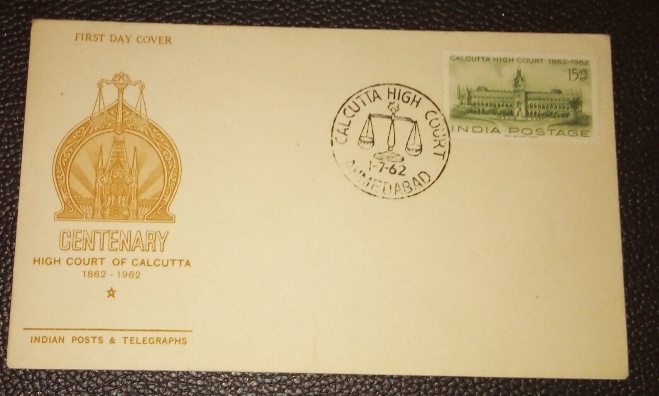 FIRST DAY COVER
CENTENARY
HIGH COURT OF CALCUTTA
1862 - 1962
INDIAN POSTS & TELEGRAPHS
CALCUTTA HIGH COURT
1-7-62
AHMEDABAD
CALCUTTA HIGH COURT 1862-1962
15
INDIA POSTAGE